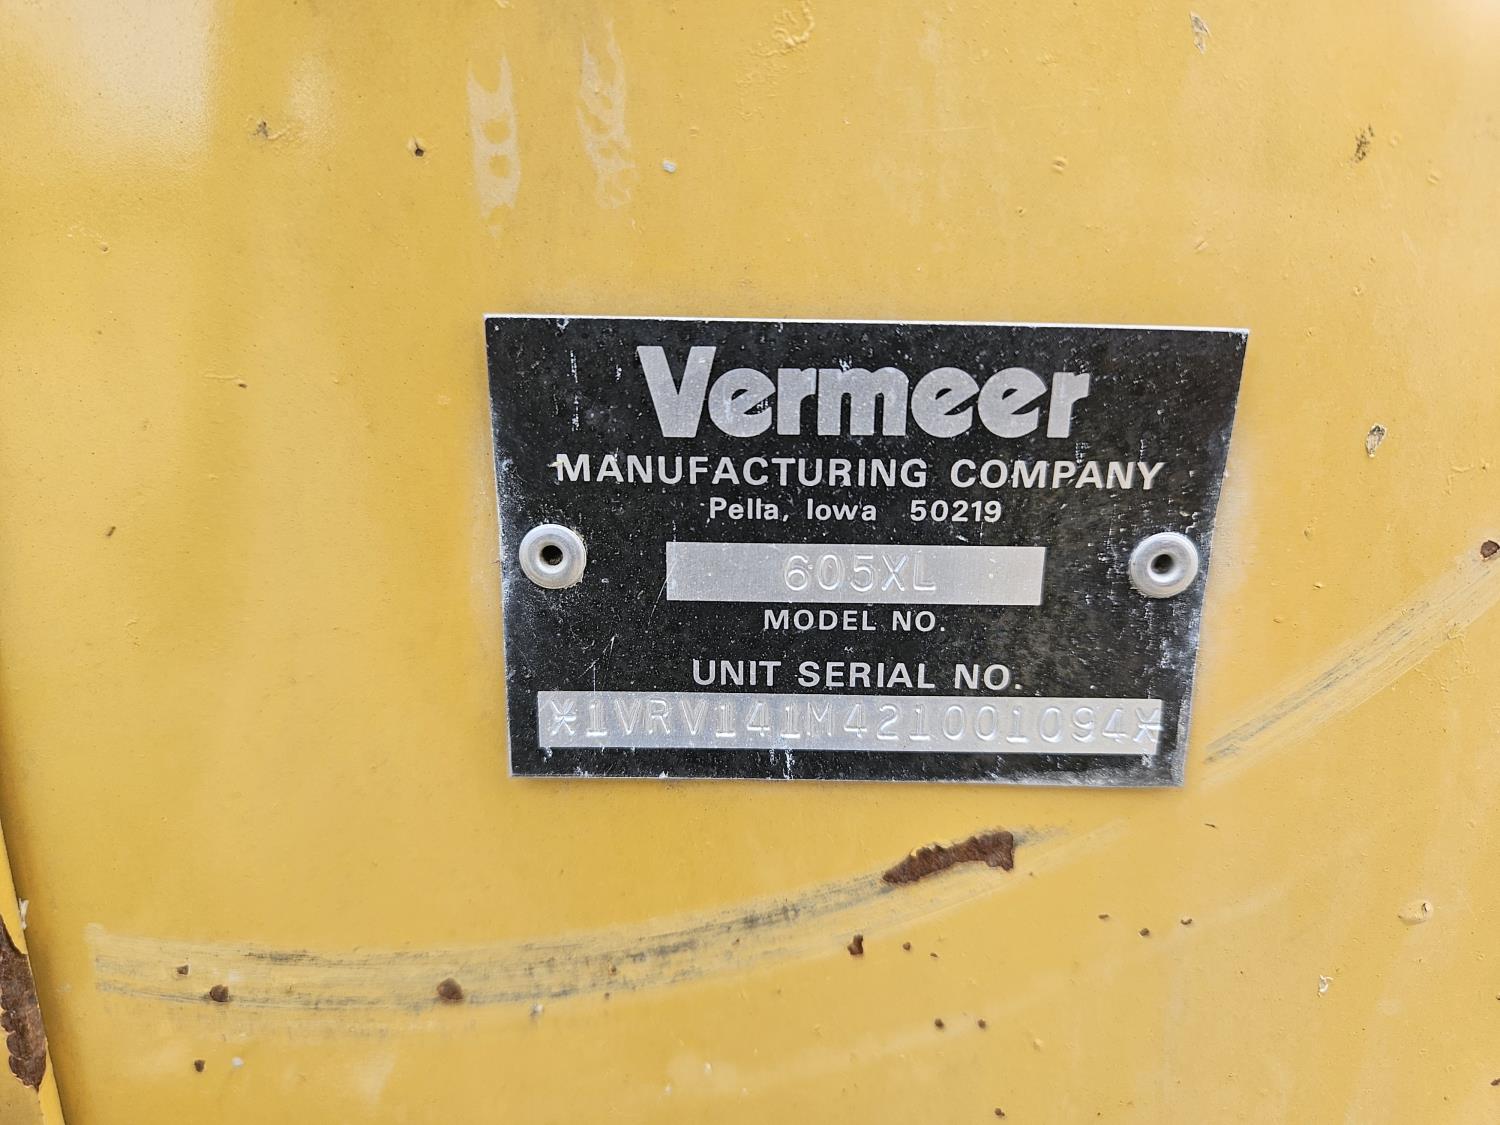 Vermeer
MANUFACTURING COMPANY
Pella, Iowa 50219
605XL
MODEL NO.
UNIT SERIAL NO.
*1VRV141M421001094*